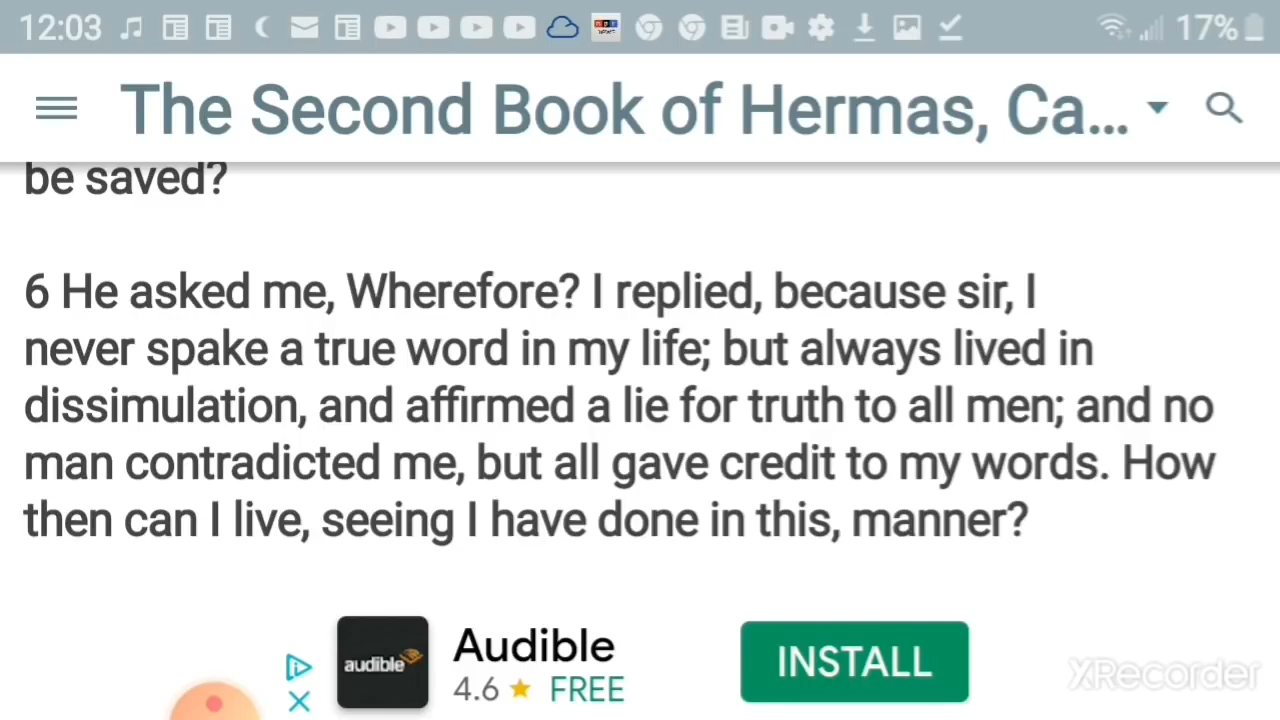 12:03 17%
The Second Book of Hermas, Ca...
be saved?
6 He asked me, Wherefore? I replied, because sir, I
never spake a true word in my life; but always lived in
dissimulation, and affirmed a lie for truth to all men; and no
man contradicted me, but all gave credit to my words. How
then can I live, seeing I have done in this, manner?
audible
Audible
4.6 ★ FREE
INSTALL
XRecorder